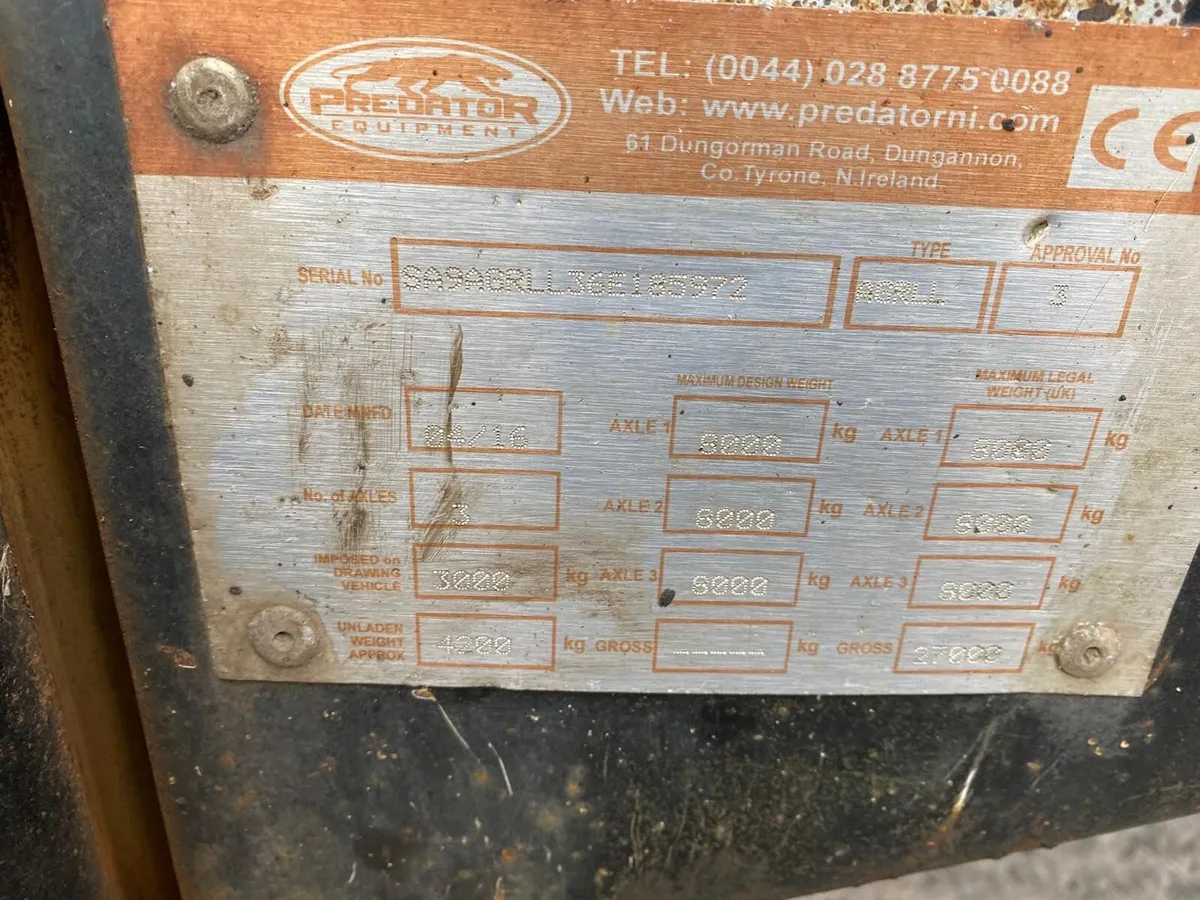 PREDATOR
EQUIPMENT
TEL: (0044) 028 8775 0088
Web: www.predatorni.com
61 Dungorman Road, Dungannon,
Co.Tyrone, N.Ireland.
CE
SERIAL No SA9AGRLL36E105972
TYPE AGRLL
APPROVAL No 3
MAXIMUM DESIGN WEIGHT
MAXIMUM LEGAL
WEIGHT (UK)
DATE MNFD 04/16 AXLE 1 8000 kg AXLE 1 8000 kg
No. of AXLES 3 AXLE 2 8000 kg AXLE 2 8000 kg
IMPOSED on
DRAWING
VEHICLE 3000 kg AXLE 3 8000 kg AXLE 3 8000 kg
UNLADEN
WEIGHT
APPROX kg GROSS ----- kg GROSS 27000 kg